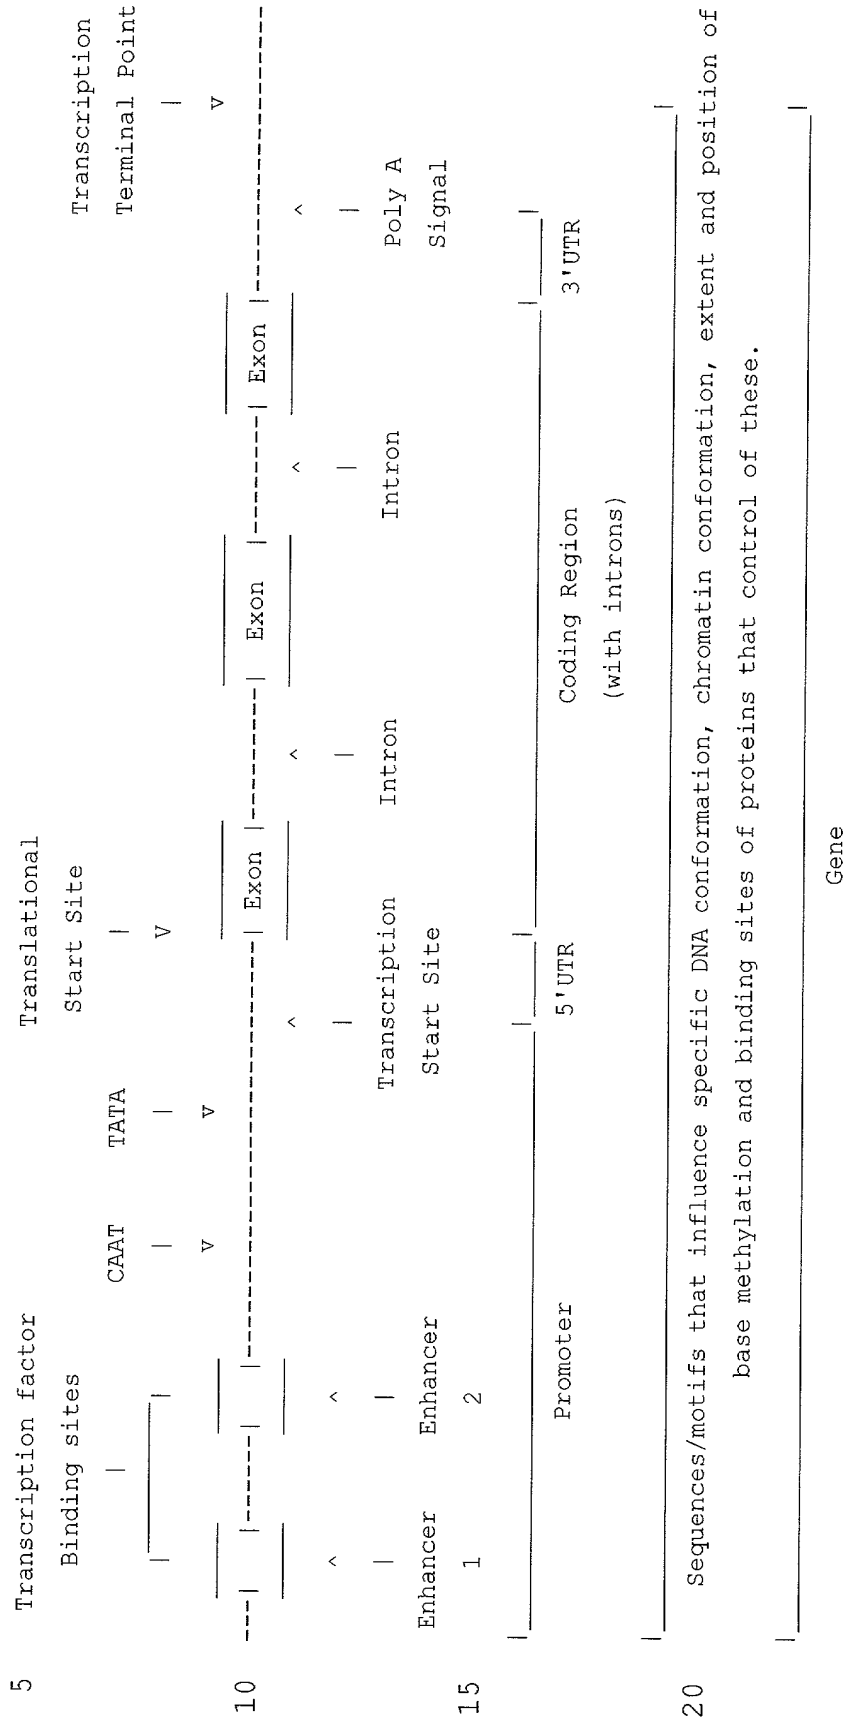 5
Transcription factor
Translational
Transcription
Binding sites
CAAT
TATA
Start Site
Terminal Point
10
Exon
Exon
Exon
Enhancer
Enhancer
Transcription
Intron
Intron
Poly A
15
1
2
Start Site
Signal
Promoter
5'UTR
Coding Region
3'UTR
(with introns)
20
Sequences/motifs that influence specific DNA conformation, chromatin conformation, extent and position of
base methylation and binding sites of proteins that control of these.
Gene